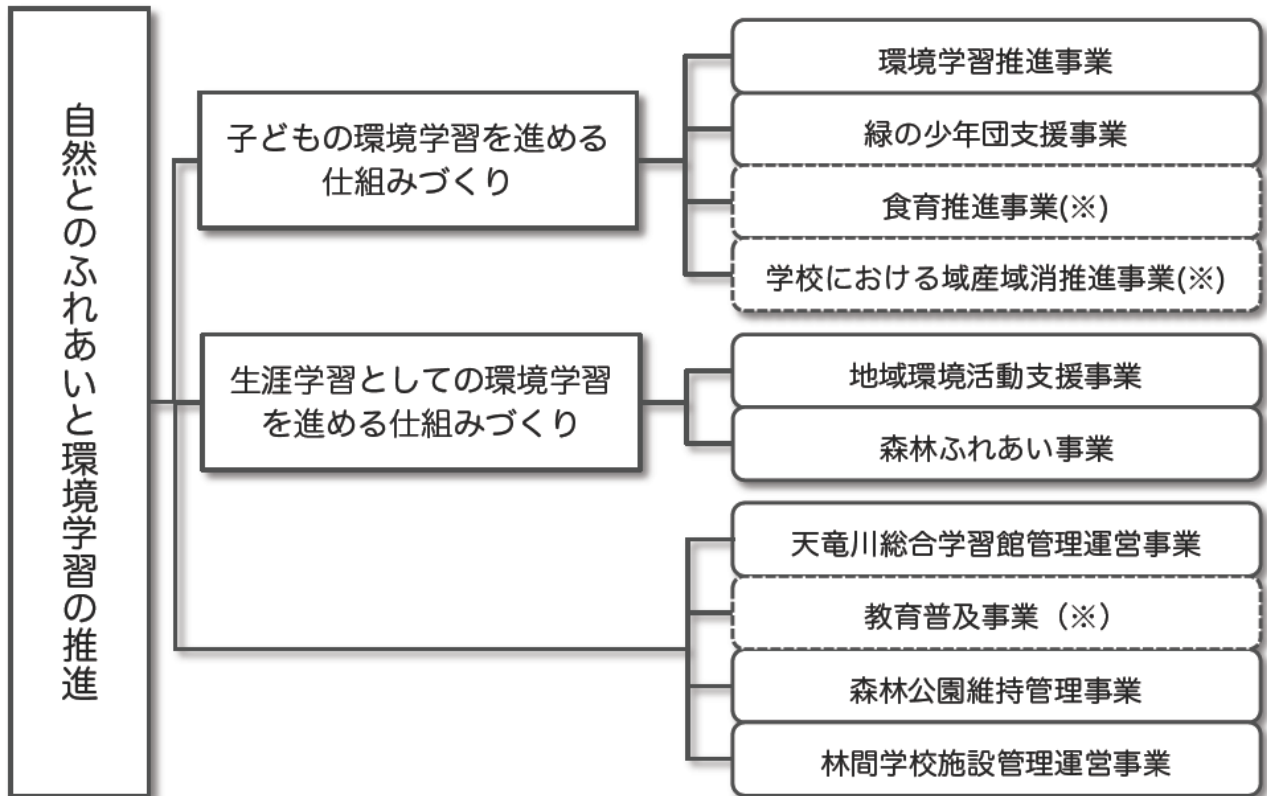 自然とのふれあいと環境学習の推進
子どもの環境学習を進める
仕組みづくり
環境学習推進事業
緑の少年団支援事業
食育推進事業(※)
学校における域産域消推進事業(※)
生涯学習としての環境学習
を進める仕組みづくり
地域環境活動支援事業
森林ふれあい事業
天竜川総合学習館管理運営事業
教育普及事業（※）
森林公園維持管理事業
林間学校施設管理運営事業